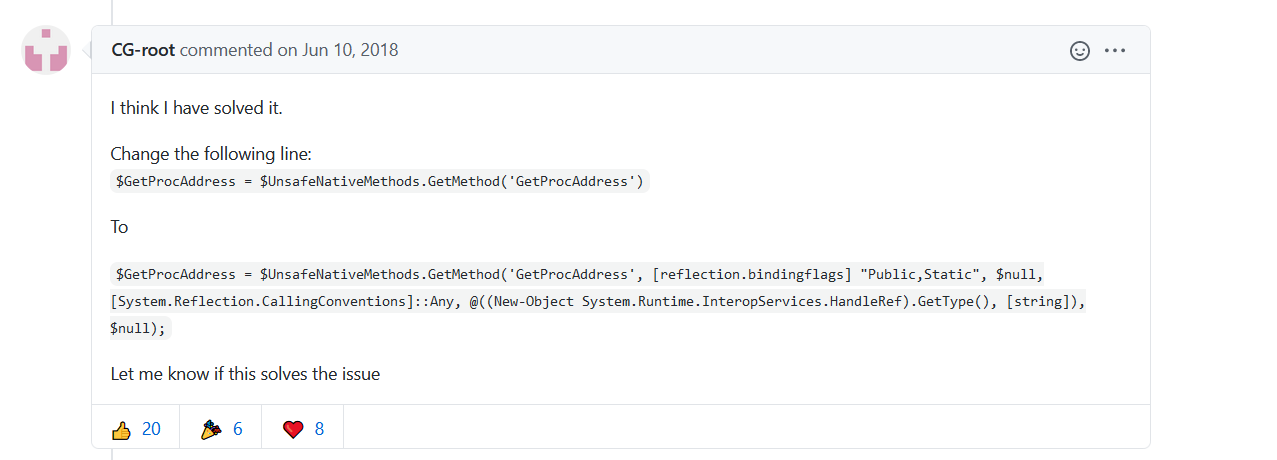 CG-root commented on Jun 10, 2018
I think I have solved it.
Change the following line:
$GetProcAddress = $UnsafeNativeMethods.GetMethod('GetProcAddress')
To
$GetProcAddress = $UnsafeNativeMethods.GetMethod('GetProcAddress', [reflection.bindingflags] "Public,Static", $null,
[System.Reflection.CallingConventions]::Any, @((New-Object System.Runtime.InteropServices.HandleRef).GetType(), [string]),
$null);
Let me know if this solves the issue
20 6 8